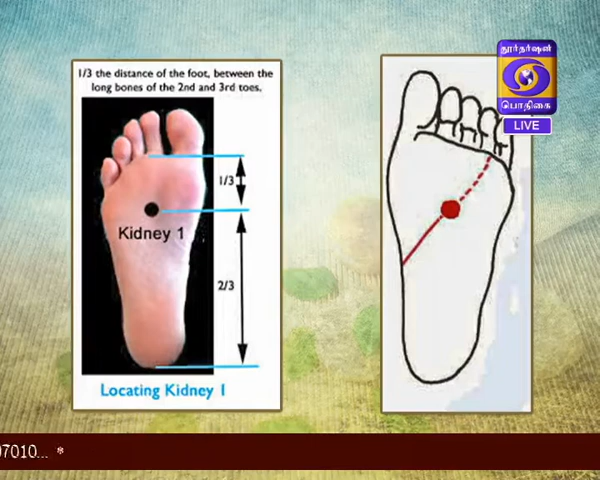 1/3 the distance of the foot, between the
long bones of the 2nd and 3rd toes.
1/3
Kidney 1
2/3
Locating Kidney 1
தூர்தர்ஷன்
பொதிகை
LIVE
07010... *